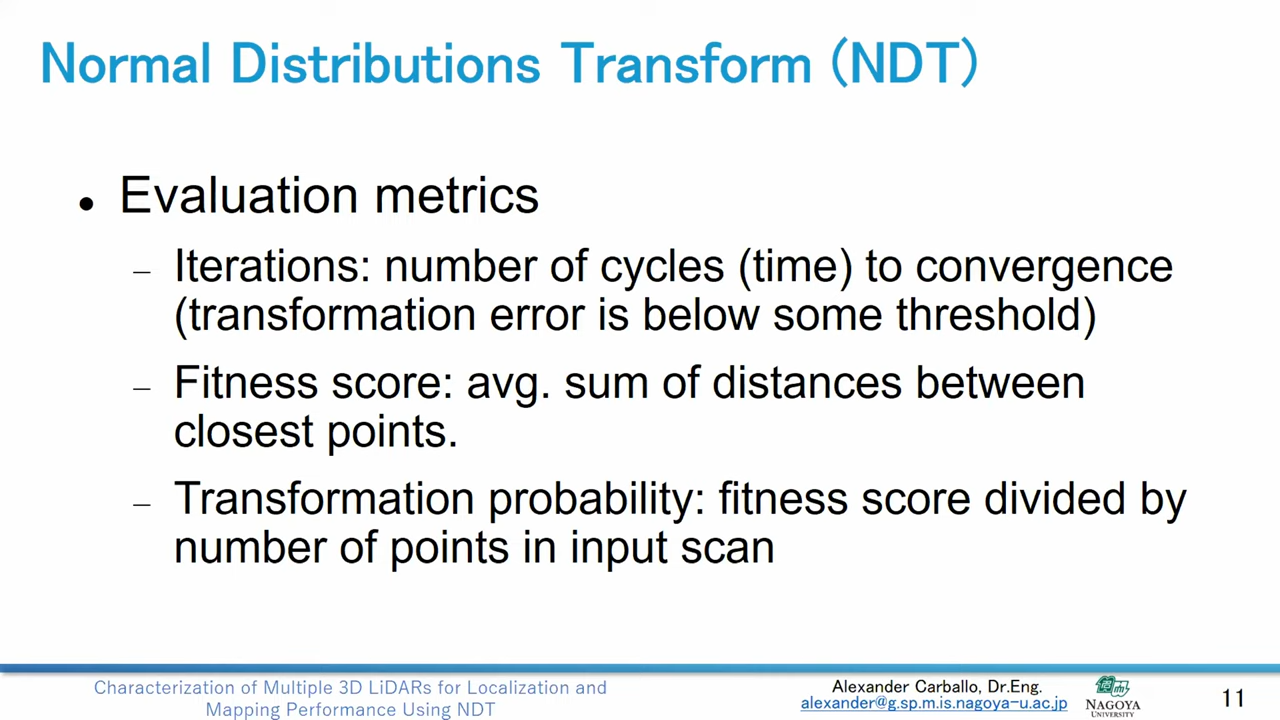 Normal Distributions Transform (NDT)
● Evaluation metrics
– Iterations: number of cycles (time) to convergence
(transformation error is below some threshold)
– Fitness score: avg. sum of distances between
closest points.
– Transformation probability: fitness score divided by
number of points in input scan
Characterization of Multiple 3D LiDARs for Localization and
Mapping Performance Using NDT
Alexander Carballo, Dr.Eng.
alexander@g.sp.m.is.nagoya-u.ac.jp
NAGOYA
UNIVERSITY
11